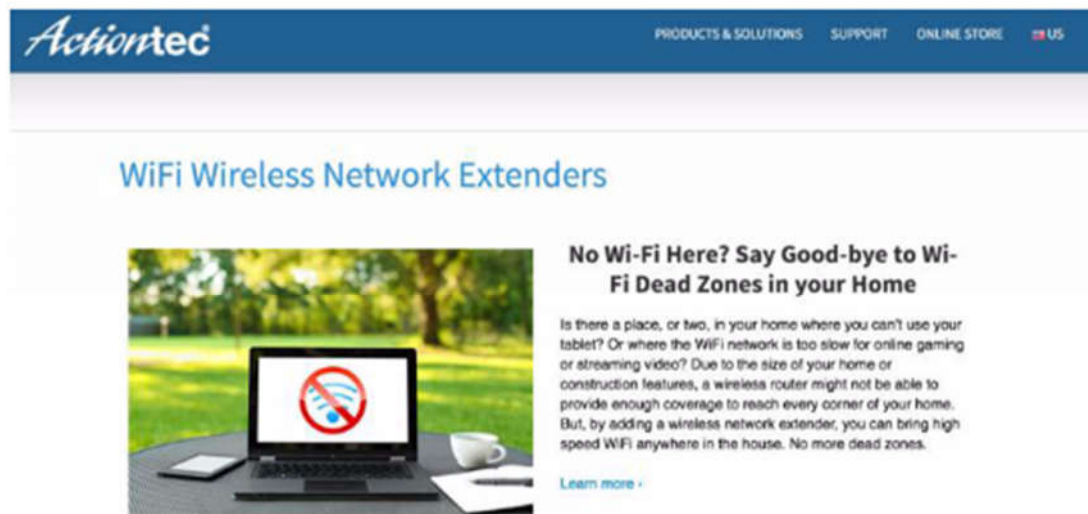 Actiontec
PRODUCTS & SOLUTIONS SUPPORT ONLINE STORE US
WiFi Wireless Network Extenders
No Wi-Fi Here? Say Good-bye to Wi-
Fi Dead Zones in your Home
Is there a place, or two, in your home where you can't use your
tablet? Or where the WiFi network is too slow for online gaming
or streaming video? Due to the size of your home or
construction features, a wireless router might not be able to
provide enough coverage to reach every corner of your home.
But, by adding a wireless network extender, you can bring high
speed WiFi anywhere in the house. No more dead zones.
Learn more ›